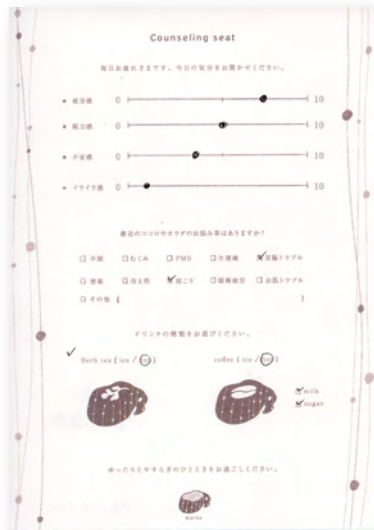 Counseling seat
毎日お疲れさまです。今日の気分をお聞かせください。
疲労感 0 10
脱力感 0 10
不安感 0 10
イライラ感 0 10
最近のココロやカラダのお悩み事はありますか?
不眠 むくみ PMS 生理痛 胃腸トラブル
便秘 冷え性 肩こり 眼精疲労 お肌トラブル
その他 ( )
ドリンクの種類をお選びください。
Herb tea ( ice / hot ) coffee ( ice / hot )
milk
sugar
ゆったりとやすらぎのひとときをお過ごしください。